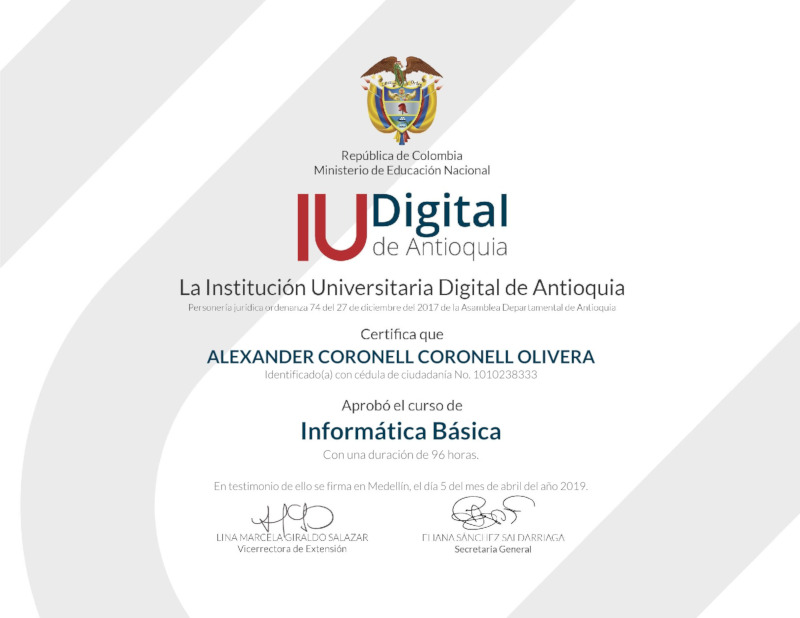 República de Colombia
Ministerio de Educación Nacional
IU Digital
de Antioquia
La Institución Universitaria Digital de Antioquia
Personería jurídica ordenanza 74 del 27 de diciembre del 2017 de la Asamblea Departamental de Antioquia
Certifica que
ALEXANDER CORONELL CORONELL OLIVERA
Identificado(a) con cédula de ciudadanía No. 1010238333
Aprobó el curso de
Informática Básica
Con una duración de 96 horas.
En testimonio de ello se firma en Medellín, el día 5 del mes de abril del año 2019.
LINA MARCELA GIRALDO SALAZAR
Vicerrectora de Extensión
ELIANA SÁNCHEZ SALDARRIAGA
Secretaria General